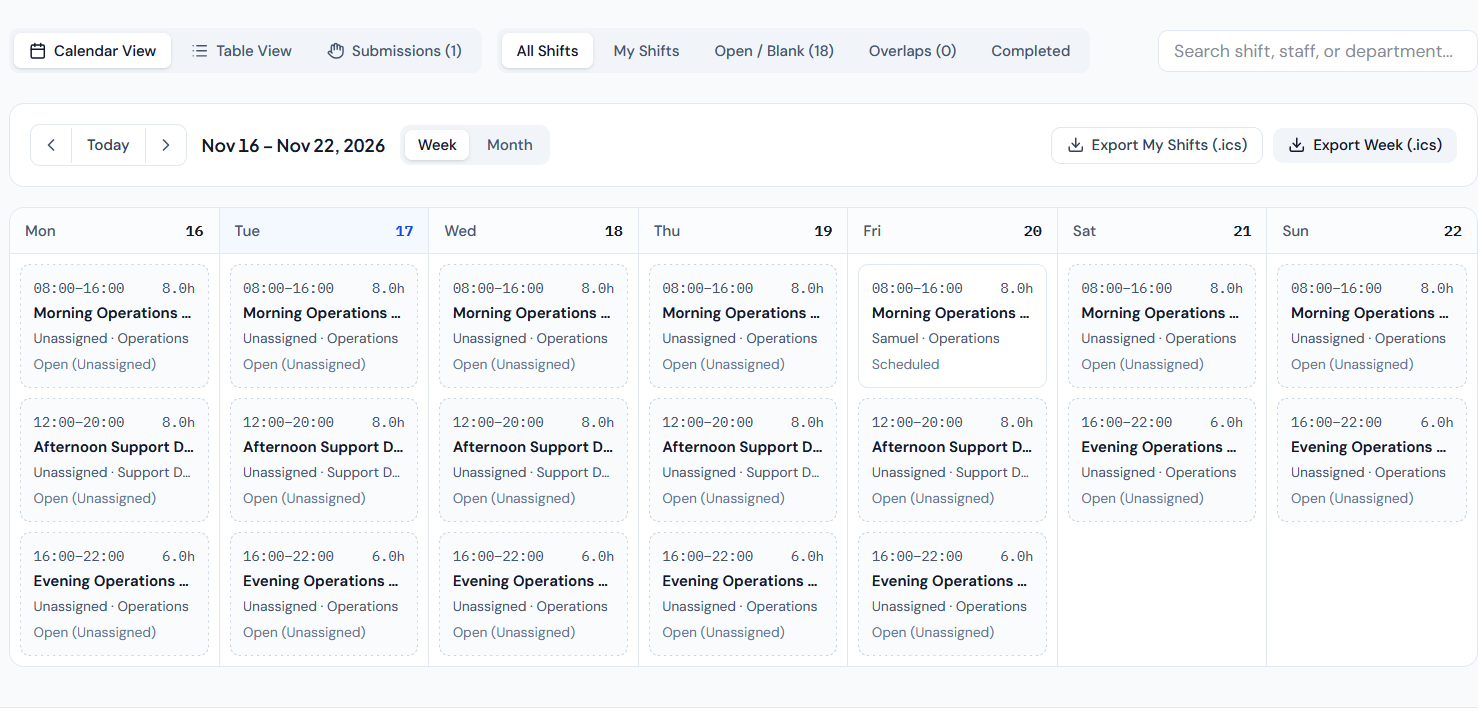 Calendar View Table View Submissions (1) All Shifts My Shifts Open / Blank (18) Overlaps (0) Completed Search shift, staff, or department...
Today Nov 16 – Nov 22, 2026 Week Month Export My Shifts (.ics) Export Week (.ics)
Mon 16
08:00–16:00 8.0h
Morning Operations ...
Unassigned · Operations
Open (Unassigned)
12:00–20:00 8.0h
Afternoon Support D...
Unassigned · Support D...
Open (Unassigned)
16:00–22:00 6.0h
Evening Operations ...
Unassigned · Operations
Open (Unassigned)
Tue 17
08:00–16:00 8.0h
Morning Operations ...
Unassigned · Operations
Open (Unassigned)
12:00–20:00 8.0h
Afternoon Support D...
Unassigned · Support D...
Open (Unassigned)
16:00–22:00 6.0h
Evening Operations ...
Unassigned · Operations
Open (Unassigned)
Wed 18
08:00–16:00 8.0h
Morning Operations ...
Unassigned · Operations
Open (Unassigned)
12:00–20:00 8.0h
Afternoon Support D...
Unassigned · Support D...
Open (Unassigned)
16:00–22:00 6.0h
Evening Operations ...
Unassigned · Operations
Open (Unassigned)
Thu 19
08:00–16:00 8.0h
Morning Operations ...
Unassigned · Operations
Open (Unassigned)
12:00–20:00 8.0h
Afternoon Support D...
Unassigned · Support D...
Open (Unassigned)
16:00–22:00 6.0h
Evening Operations ...
Unassigned · Operations
Open (Unassigned)
Fri 20
08:00–16:00 8.0h
Morning Operations ...
Samuel · Operations
Scheduled
12:00–20:00 8.0h
Afternoon Support D...
Unassigned · Support D...
Open (Unassigned)
16:00–22:00 6.0h
Evening Operations ...
Unassigned · Operations
Open (Unassigned)
Sat 21
08:00–16:00 8.0h
Morning Operations ...
Unassigned · Operations
Open (Unassigned)
16:00–22:00 6.0h
Evening Operations ...
Unassigned · Operations
Open (Unassigned)
Sun 22
08:00–16:00 8.0h
Morning Operations ...
Unassigned · Operations
Open (Unassigned)
16:00–22:00 6.0h
Evening Operations ...
Unassigned · Operations
Open (Unassigned)